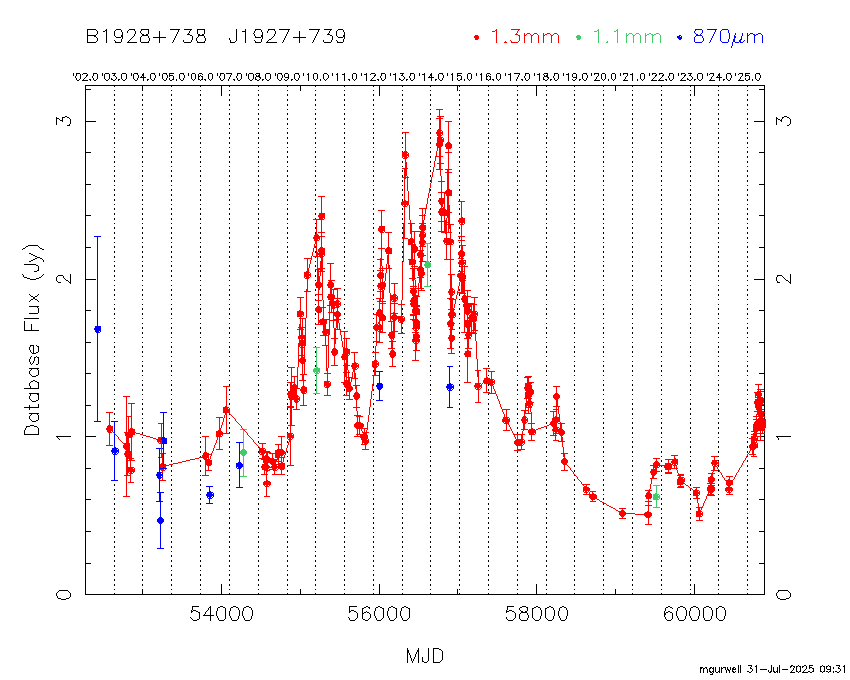 B1928+738 J1927+739 1.3mm 1.1mm 870μm
'02.0 '03.0 '04.0 '05.0 '06.0 '07.0 '08.0 '09.0 '10.0 '11.0 '12.0 '13.0 '14.0 '15.0 '16.0 '17.0 '18.0 '19.0 '20.0 '21.0 '22.0 '23.0 '24.0 '25.0
3 3
2 2
1 1
0 0
Database Flux (Jy)
54000 56000 58000 60000
MJD
mgurwell 31-Jul-2025 09:31